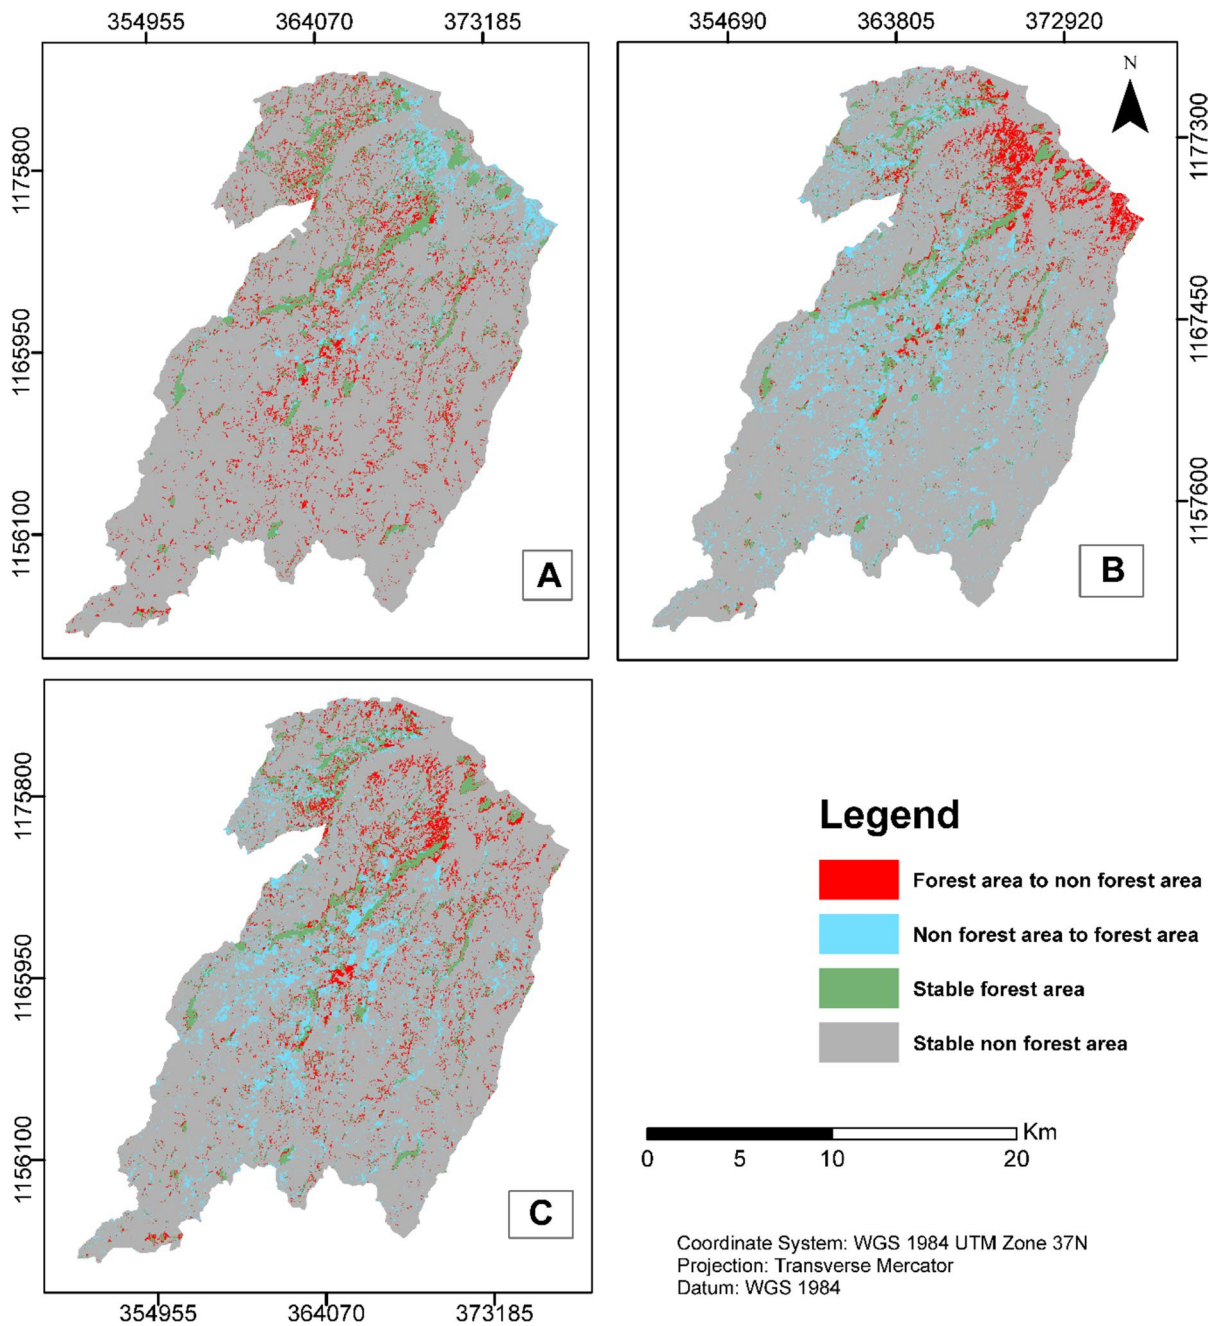 354955 364070 373185
354690 363805 372920
1175800
1165950
1156100
A
N
1177300
1167450
1157600
B
1175800
1165950
1156100
C
354955 364070 373185
Legend
Forest area to non forest area
Non forest area to forest area
Stable forest area
Stable non forest area
Km
0 5 10 20
Coordinate System: WGS 1984 UTM Zone 37N
Projection: Transverse Mercator
Datum: WGS 1984